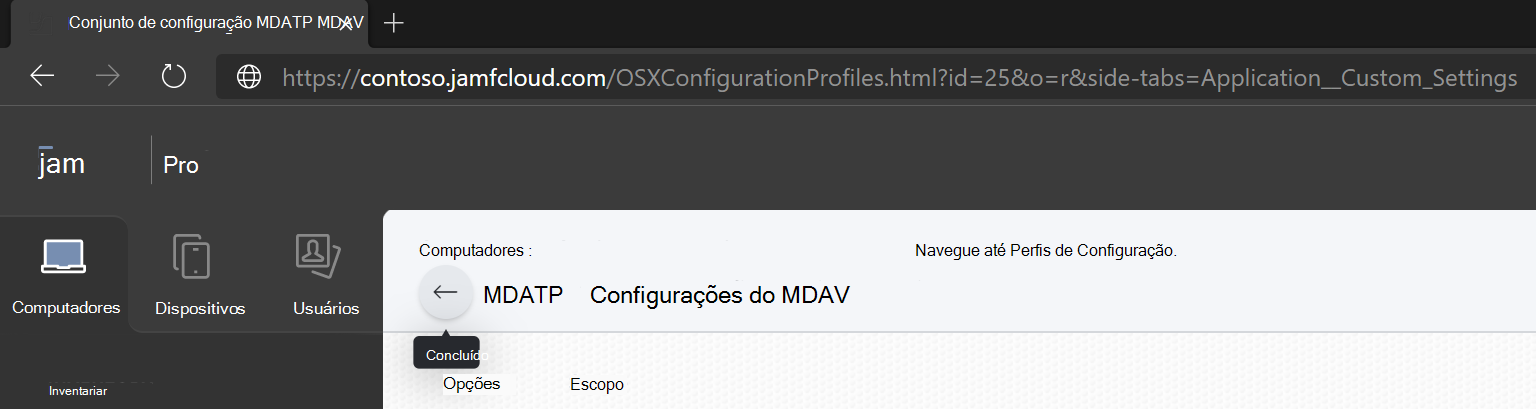 Conjunto de configuração MDATP MDAV
https://contoso.jamfcloud.com/OSXConfigurationProfiles.html?id=25&o=r&side-tabs=Application__Custom_Settings
jam Pro
Computadores : Navegue até Perfis de Configuração.
MDATP Configurações do MDAV
Computadores Dispositivos Usuários
Concluído
Opções Escopo
Inventariar